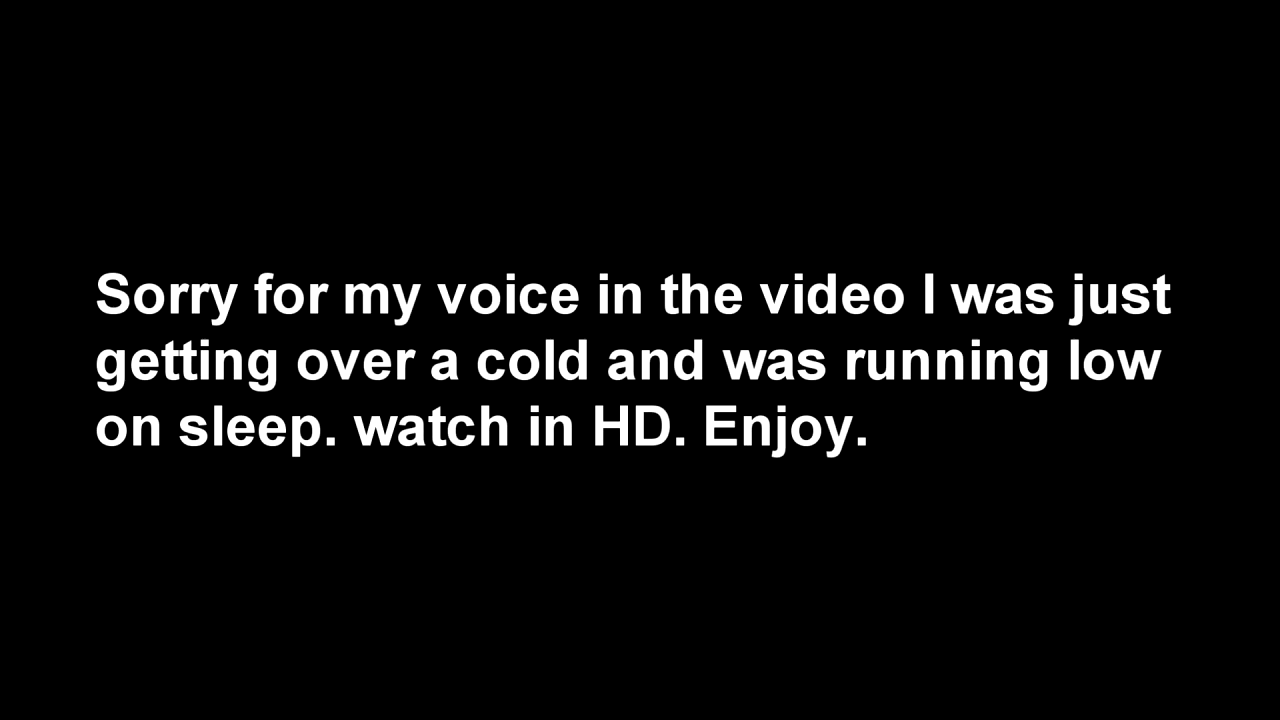 Sorry for my voice in the video I was just
getting over a cold and was running low
on sleep. watch in HD. Enjoy.